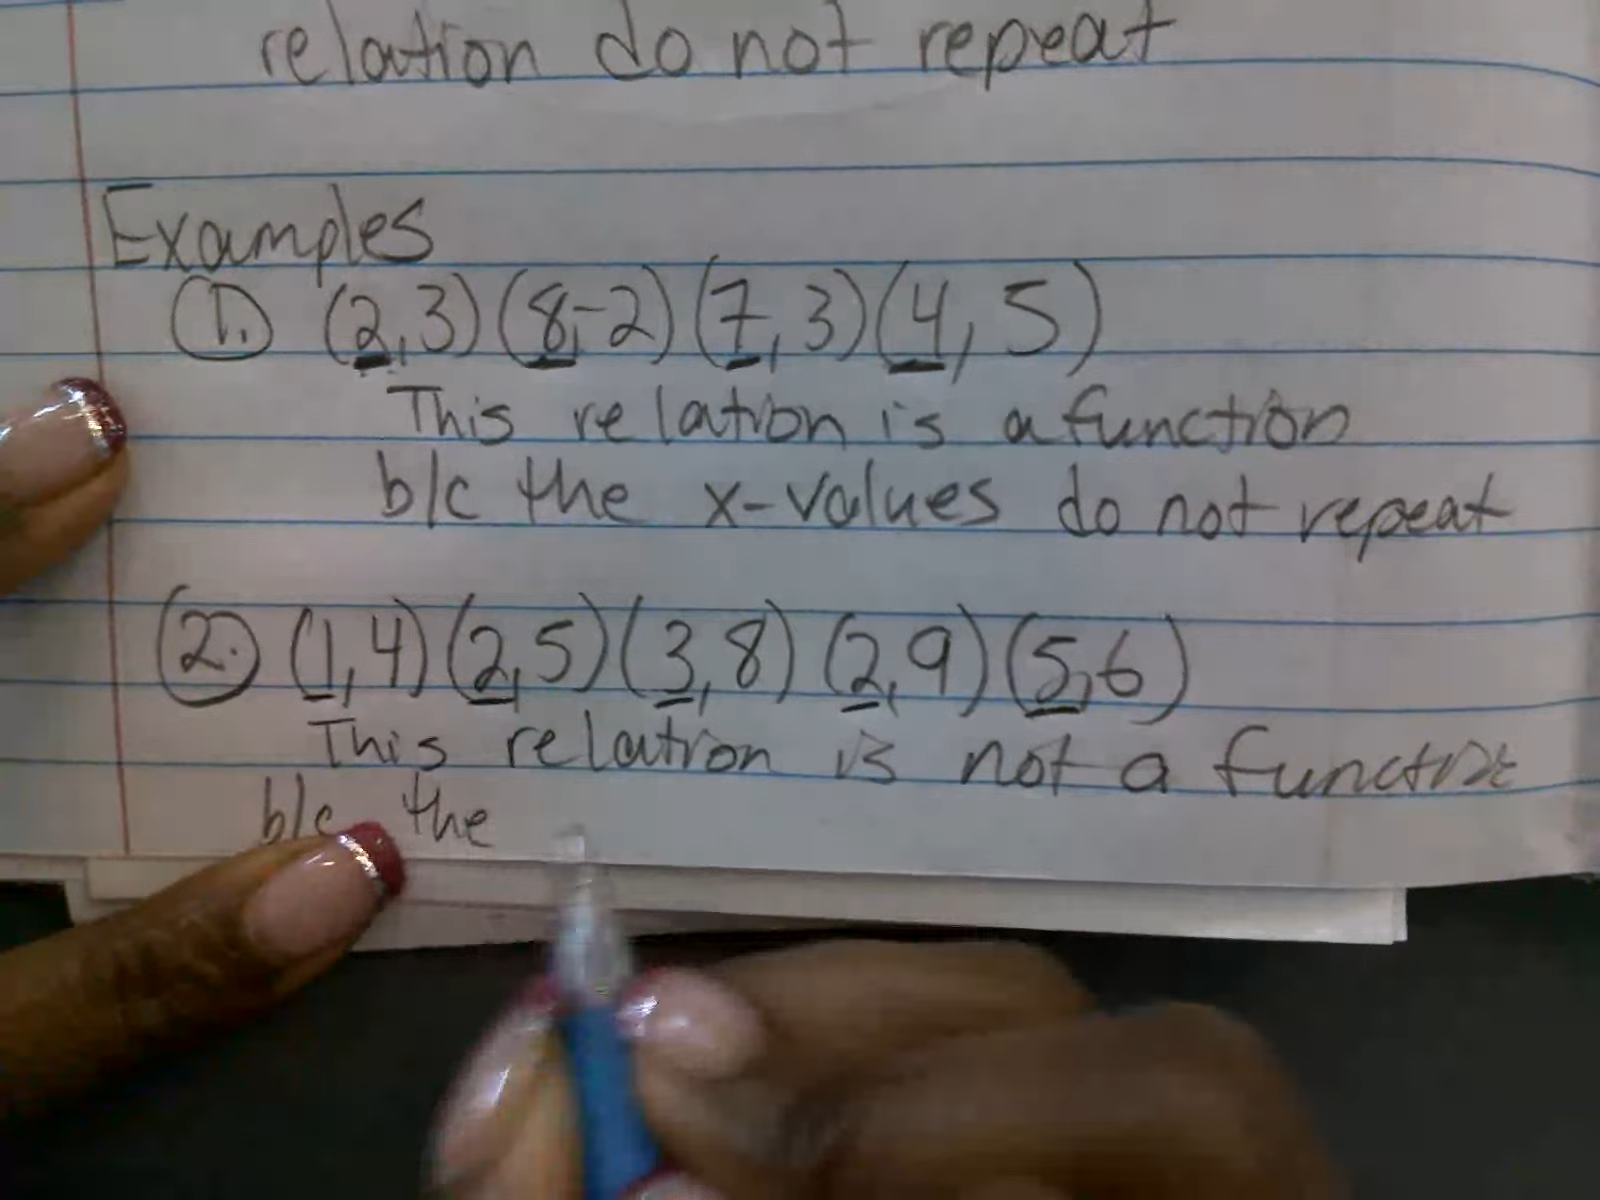 relation do not repeat
Examples
1. (2,3) (8,-2) (7,3) (4,5)
This relation is a function
b/c the x-values do not repeat
2. (1,4) (2,5) (3,8) (2,9) (5,6)
This relation is not a
b/c the